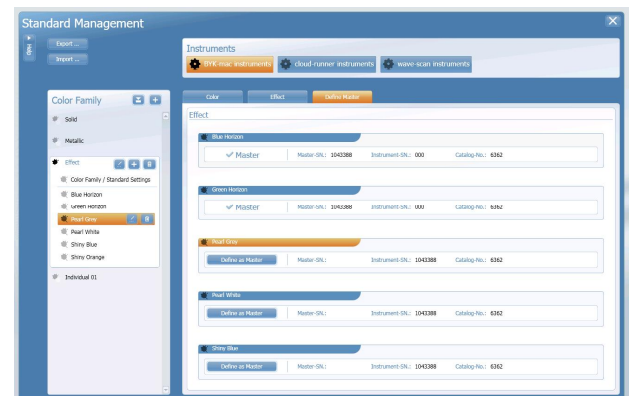 Standard Management
Help
Export ...
Import ...
Instruments
BYK-mac instruments
cloud-runner instruments
wave-scan instruments
Color Family
Solid
Metallic
Effect
Color Family / Standard Settings
Blue Horizon
Green Horizon
Pearl Grey
Pearl White
Shiny Blue
Shiny Orange
Individual 01
Color
Effect
Define Master
Effect
Blue Horizon
Master Master-SN.: 1043388 Instrument-SN.: 000 Catalog-No.: 6362
Green Horizon
Master Master-SN.: 1043388 Instrument-SN.: 000 Catalog-No.: 6362
Pearl Grey
Define as Master Master-SN.: Instrument-SN.: 1043388 Catalog-No.: 6362
Pearl White
Define as Master Master-SN.: Instrument-SN.: 1043388 Catalog-No.: 6362
Shiny Blue
Define as Master Master-SN.: Instrument-SN.: 1043388 Catalog-No.: 6362